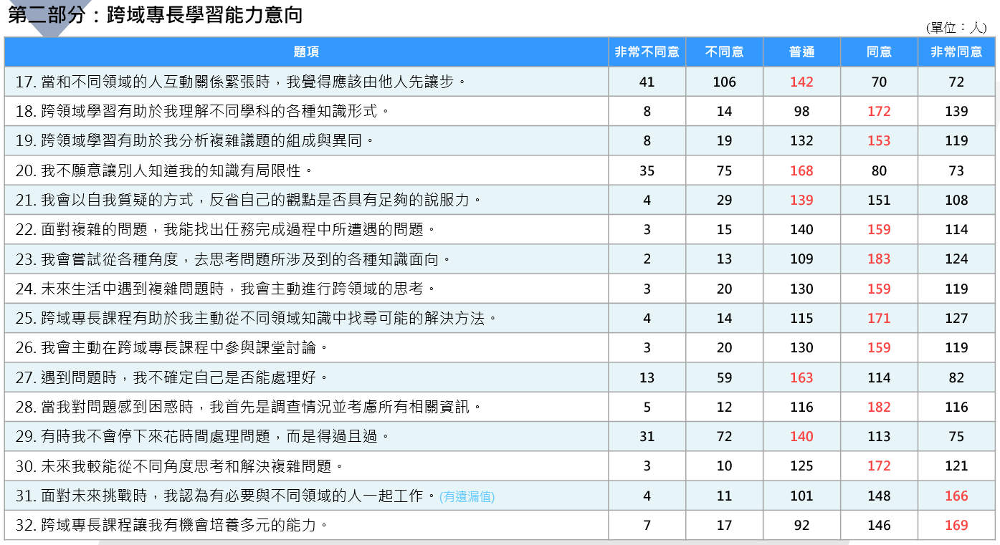 第二部分：跨域專長學習能力意向
(單位：人)
題項 非常不同意 不同意 普通 同意 非常同意
17. 當和不同領域的人互動關係緊張時，我覺得應該由他人先讓步。 41 106 142 70 72
18. 跨領域學習有助於我理解不同學科的各種知識形式。 8 14 98 172 139
19. 跨領域學習有助於我分析複雜議題的組成與異同。 8 19 132 153 119
20. 我不願意讓別人知道我的知識有局限性。 35 75 168 80 73
21. 我會以自我質疑的方式，反省自己的觀點是否具有足夠的說服力。 4 29 139 151 108
22. 面對複雜的問題，我能找出任務完成過程中所遭遇的問題。 3 15 140 159 114
23. 我會嘗試從各種角度，去思考問題所涉及到的各種知識面向。 2 13 109 183 124
24. 未來生活中遇到複雜問題時，我會主動進行跨領域的思考。 3 20 130 159 119
25. 跨域專長課程有助於我主動從不同領域知識中找尋可能的解決方法。 4 14 115 171 127
26. 我會主動在跨域專長課程中參與課堂討論。 3 20 130 159 119
27. 遇到問題時，我不確定自己是否能處理好。 13 59 163 114 82
28. 當我對問題感到困惑時，我首先是調查情況並考慮所有相關資訊。 5 12 116 182 116
29. 有時我不會停下來花時間處理問題，而是得過且過。 31 72 140 113 75
30. 未來我較能從不同角度思考和解決複雜問題。 3 10 125 172 121
31. 面對未來挑戰時，我認為有必要與不同領域的人一起工作。(有遺漏值) 4 11 101 148 166
32. 跨域專長課程讓我有機會培養多元的能力。 7 17 92 146 169